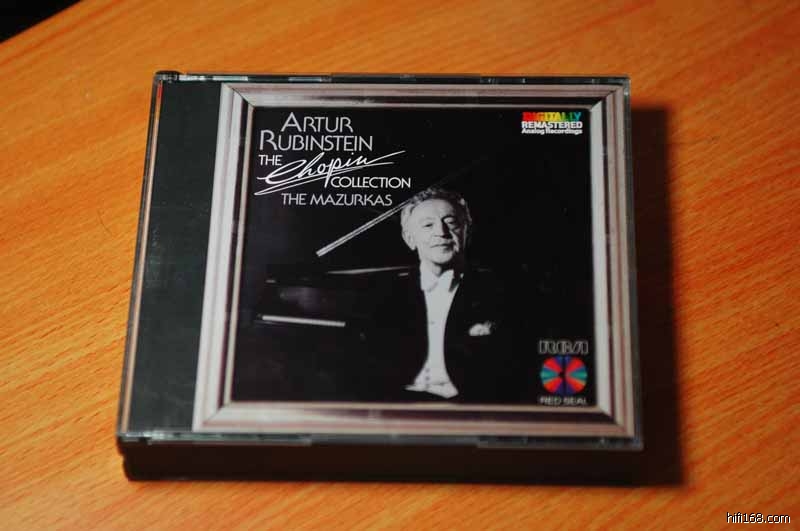 ARTUR
RUBINSTEIN
THE Chopin
COLLECTION
THE MAZURKAS
DIGITALLY
REMASTERED
Analog Recordings
RCA
RED SEAL
hifi168.com